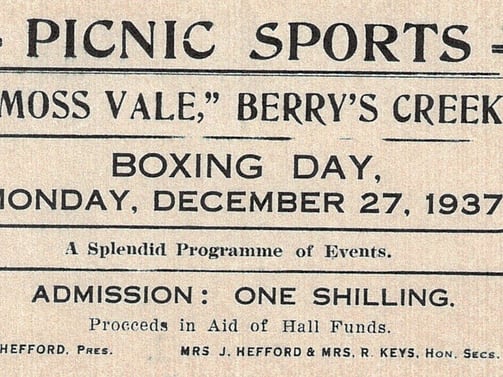 PICNIC SPORTS
MOSS VALE,” BERRY'S CREEK
BOXING DAY,
MONDAY, DECEMBER 27, 1937
A Splendid Programme of Events.
ADMISSION: ONE SHILLING.
Proceeds in Aid of Hall Funds.
HEFFORD, Pres. MRS J. HEFFORD & MRS. R. KEYS, Hon. Secs.